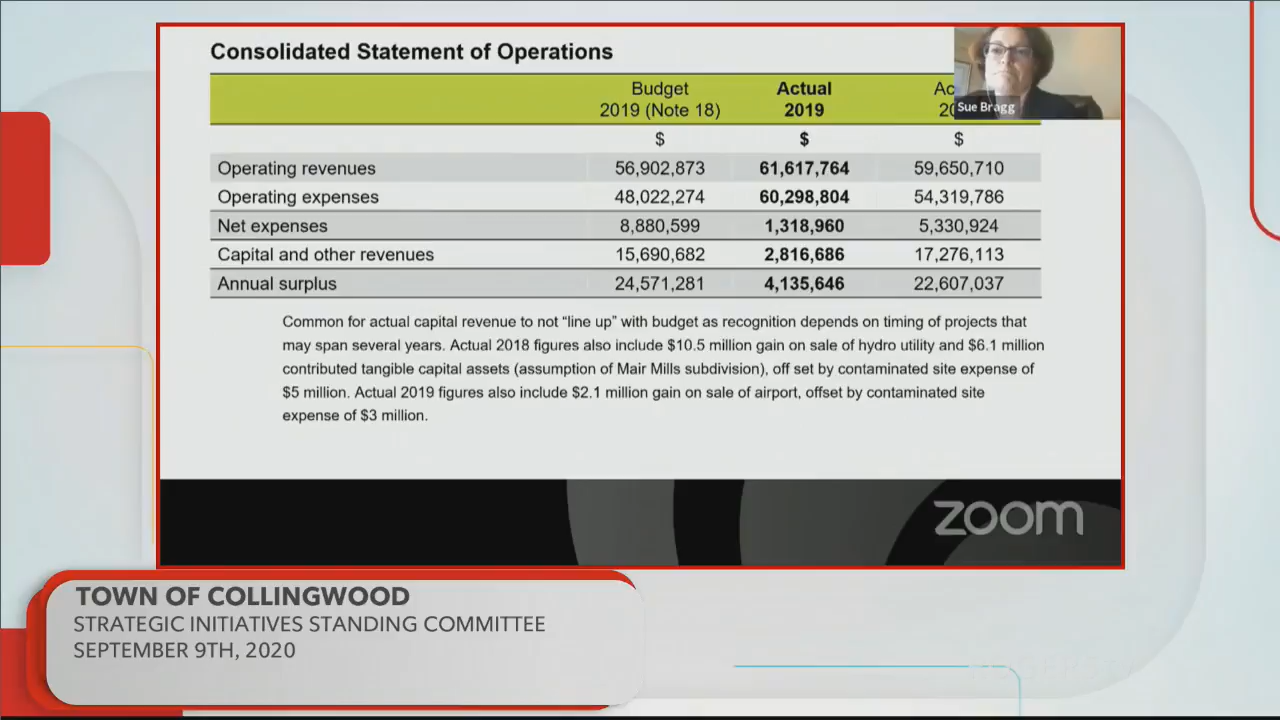 Consolidated Statement of Operations
Budget Actual
2019 (Note 18) 2019
Sue Bragg
$ $ $
Operating revenues 56,902,873 61,617,764 59,650,710
Operating expenses 48,022,274 60,298,804 54,319,786
Net expenses 8,880,599 1,318,960 5,330,924
Capital and other revenues 15,690,682 2,816,686 17,276,113
Annual surplus 24,571,281 4,135,646 22,607,037
Common for actual capital revenue to not “line up” with budget as recognition depends on timing of projects that
may span several years. Actual 2018 figures also include $10.5 million gain on sale of hydro utility and $6.1 million
contributed tangible capital assets (assumption of Mair Mills subdivision), off set by contaminated site expense of
$5 million. Actual 2019 figures also include $2.1 million gain on sale of airport, offset by contaminated site
expense of $3 million.
zoom
TOWN OF COLLINGWOOD
STRATEGIC INITIATIVES STANDING COMMITTEE
SEPTEMBER 9TH, 2020